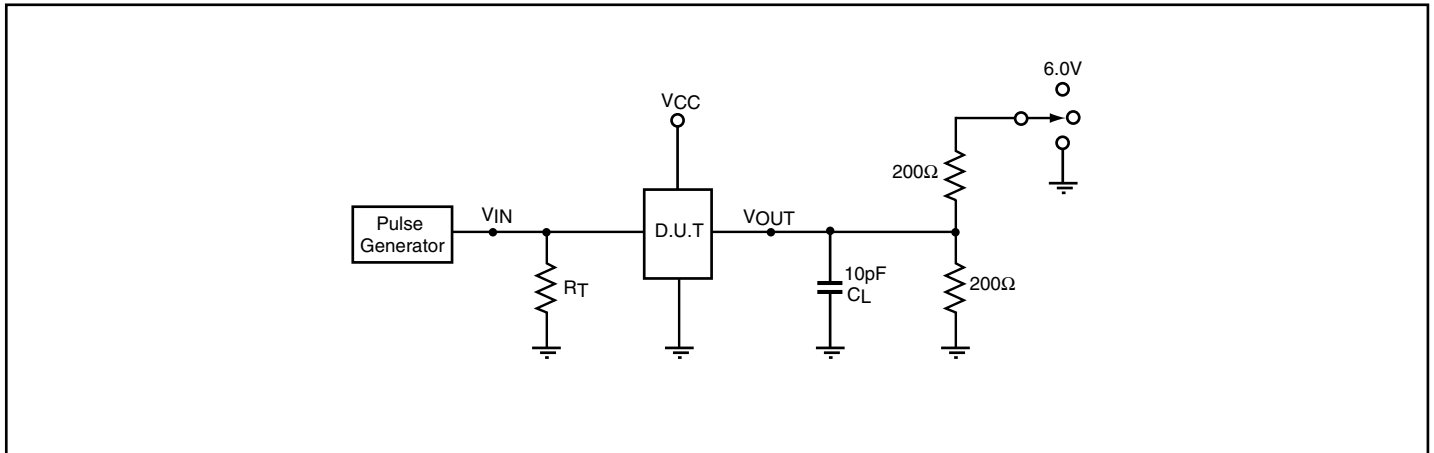 6.0V
VCC
200Ω
Pulse
Generator
VIN
D.U.T
VOUT
10pF
CL
200Ω
RT